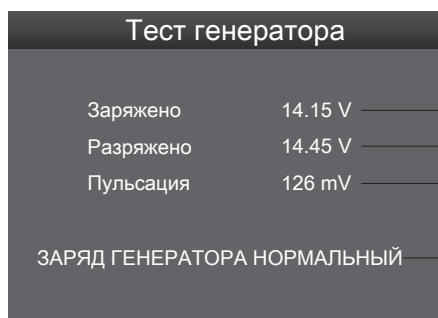 Тест генератора
Заряжено 14.15 V
Разряжено 14.45 V
Пульсация 126 mV
ЗАРЯД ГЕНЕРАТОРА НОРМАЛЬНЫЙ